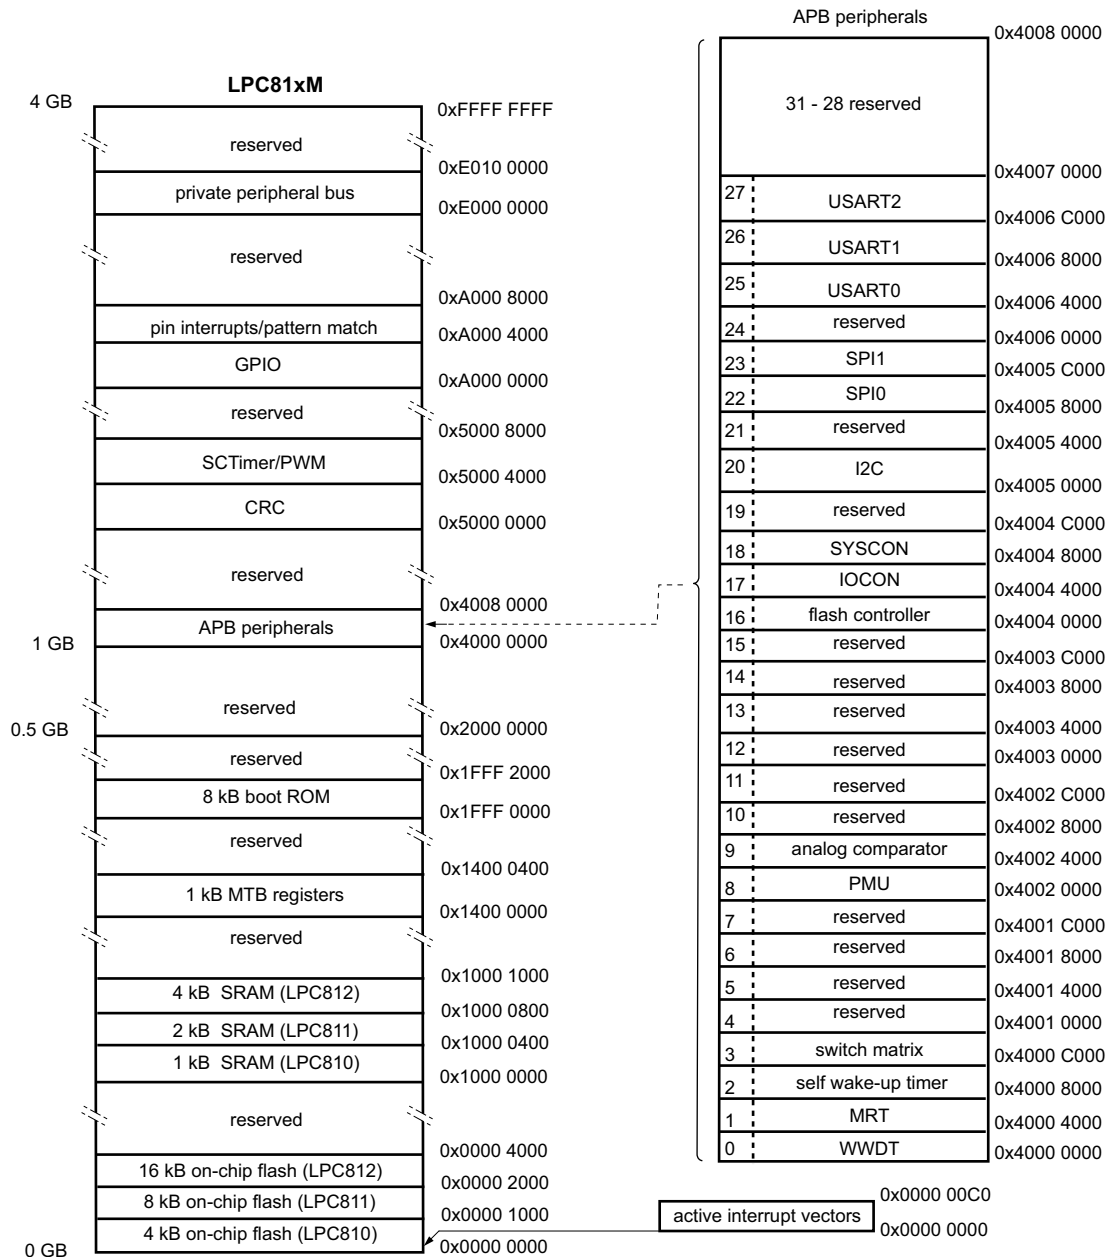 LPC81xM
4 GB
0xFFFF FFFF
reserved
0xE010 0000
private peripheral bus
0xE000 0000
reserved
0xA000 8000
pin interrupts/pattern match
0xA000 4000
GPIO
0xA000 0000
reserved
0x5000 8000
SCTimer/PWM
0x5000 4000
CRC
0x5000 0000
reserved
0x4008 0000
APB peripherals
1 GB
0x4000 0000
reserved
0.5 GB
0x2000 0000
reserved
0x1FFF 2000
8 kB boot ROM
0x1FFF 0000
reserved
0x1400 0400
1 kB MTB registers
0x1400 0000
reserved
0x1000 1000
4 kB SRAM (LPC812)
0x1000 0800
2 kB SRAM (LPC811)
0x1000 0400
1 kB SRAM (LPC810)
0x1000 0000
reserved
0x0000 4000
16 kB on-chip flash (LPC812)
0x0000 2000
8 kB on-chip flash (LPC811)
0x0000 1000
4 kB on-chip flash (LPC810)
0 GB
0x0000 0000
APB peripherals
0x4008 0000
31 - 28 reserved
0x4007 0000
27 USART2
0x4006 C000
26 USART1
0x4006 8000
25 USART0
0x4006 4000
24 reserved
0x4006 0000
23 SPI1
0x4005 C000
22 SPI0
0x4005 8000
21 reserved
0x4005 4000
20 I2C
0x4005 0000
19 reserved
0x4004 C000
18 SYSCON
0x4004 8000
17 IOCON
0x4004 4000
16 flash controller
0x4004 0000
15 reserved
0x4003 C000
14 reserved
0x4003 8000
13 reserved
0x4003 4000
12 reserved
0x4003 0000
11 reserved
0x4002 C000
10 reserved
0x4002 8000
9 analog comparator
0x4002 4000
8 PMU
0x4002 0000
7 reserved
0x4001 C000
6 reserved
0x4001 8000
5 reserved
0x4001 4000
4 reserved
0x4001 0000
3 switch matrix
0x4000 C000
2 self wake-up timer
0x4000 8000
1 MRT
0x4000 4000
0 WWDT
0x4000 0000
0x0000 00C0
active interrupt vectors
0x0000 0000